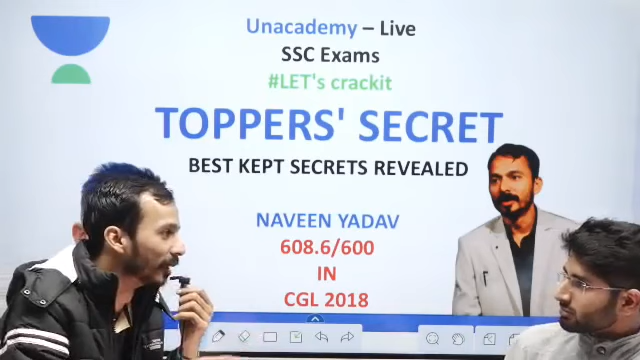 Unacademy – Live
SSC Exams
#LET's crackit
TOPPERS' SECRET
BEST KEPT SECRETS REVEALED
NAVEEN YADAV
608.6/600
IN
CGL 2018